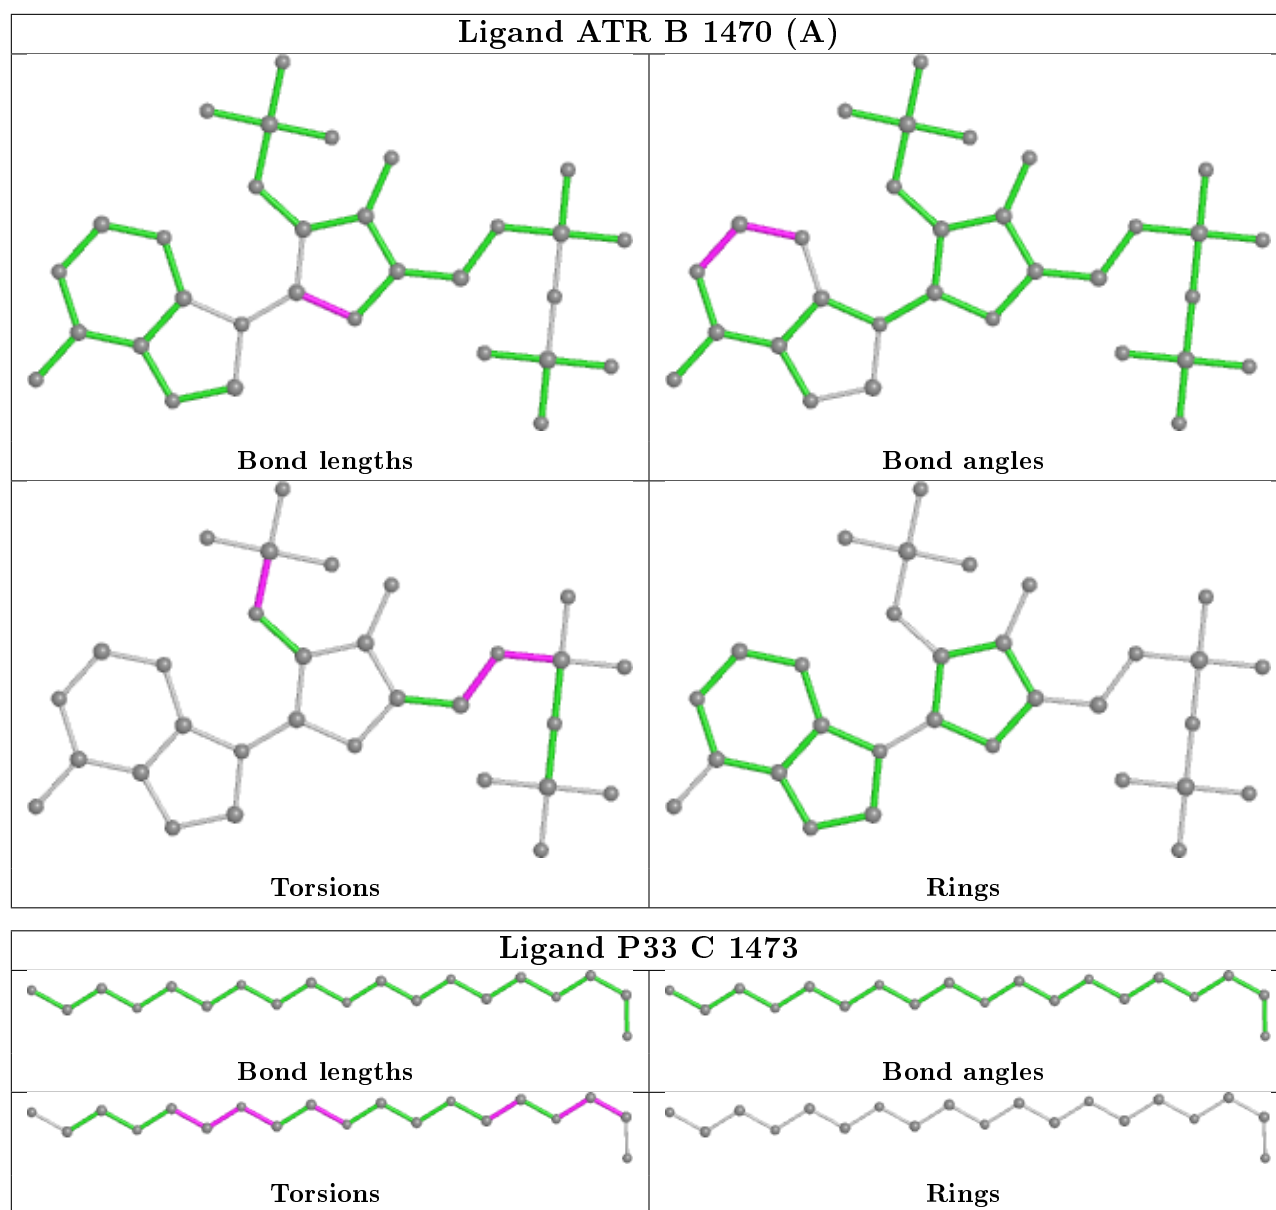 Ligand ATR B 1470 (A)
Bond lengths
Bond angles
Torsions
Rings
Ligand P33 C 1473
Bond lengths
Bond angles
Torsions
Rings